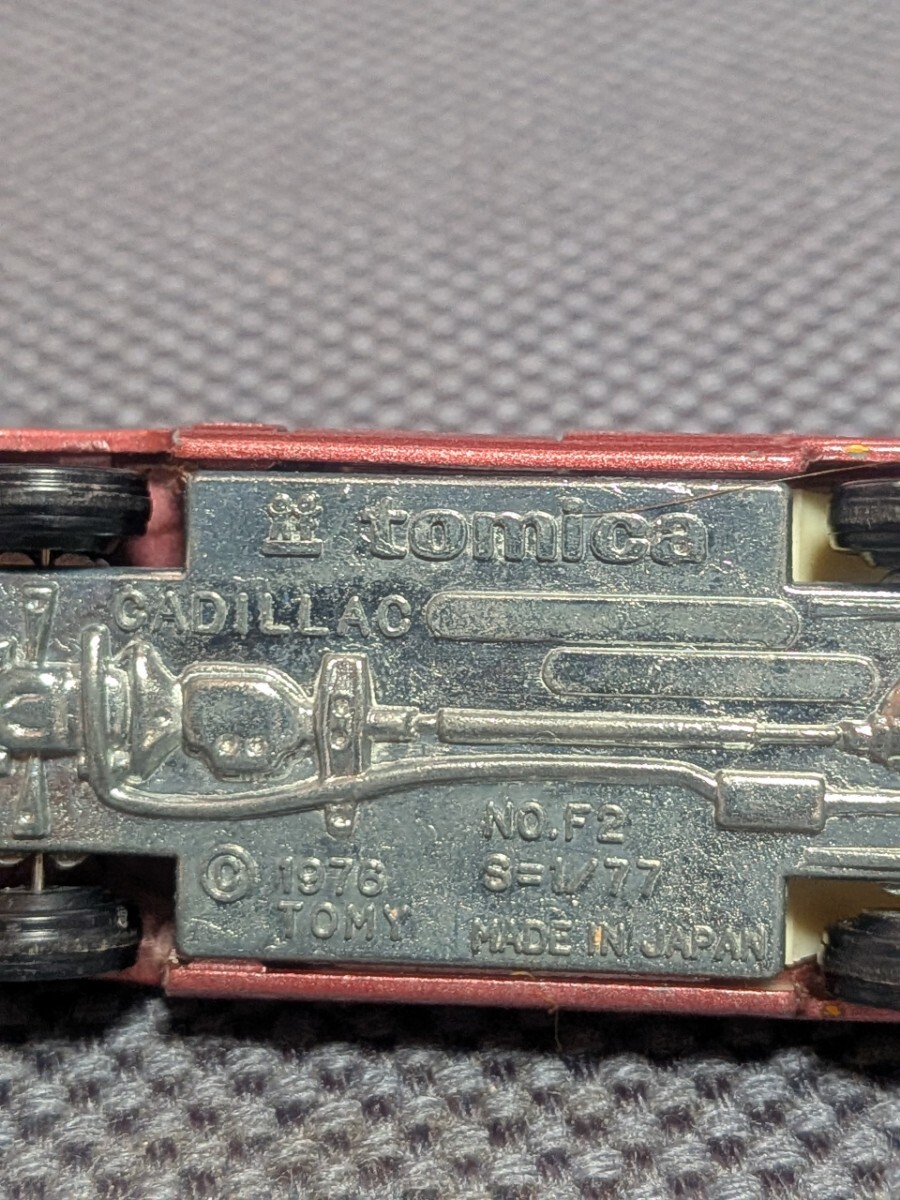 tomica
CADILLAC
NO.F2
© 1976
S=1/77
TOMY
MADE IN JAPAN